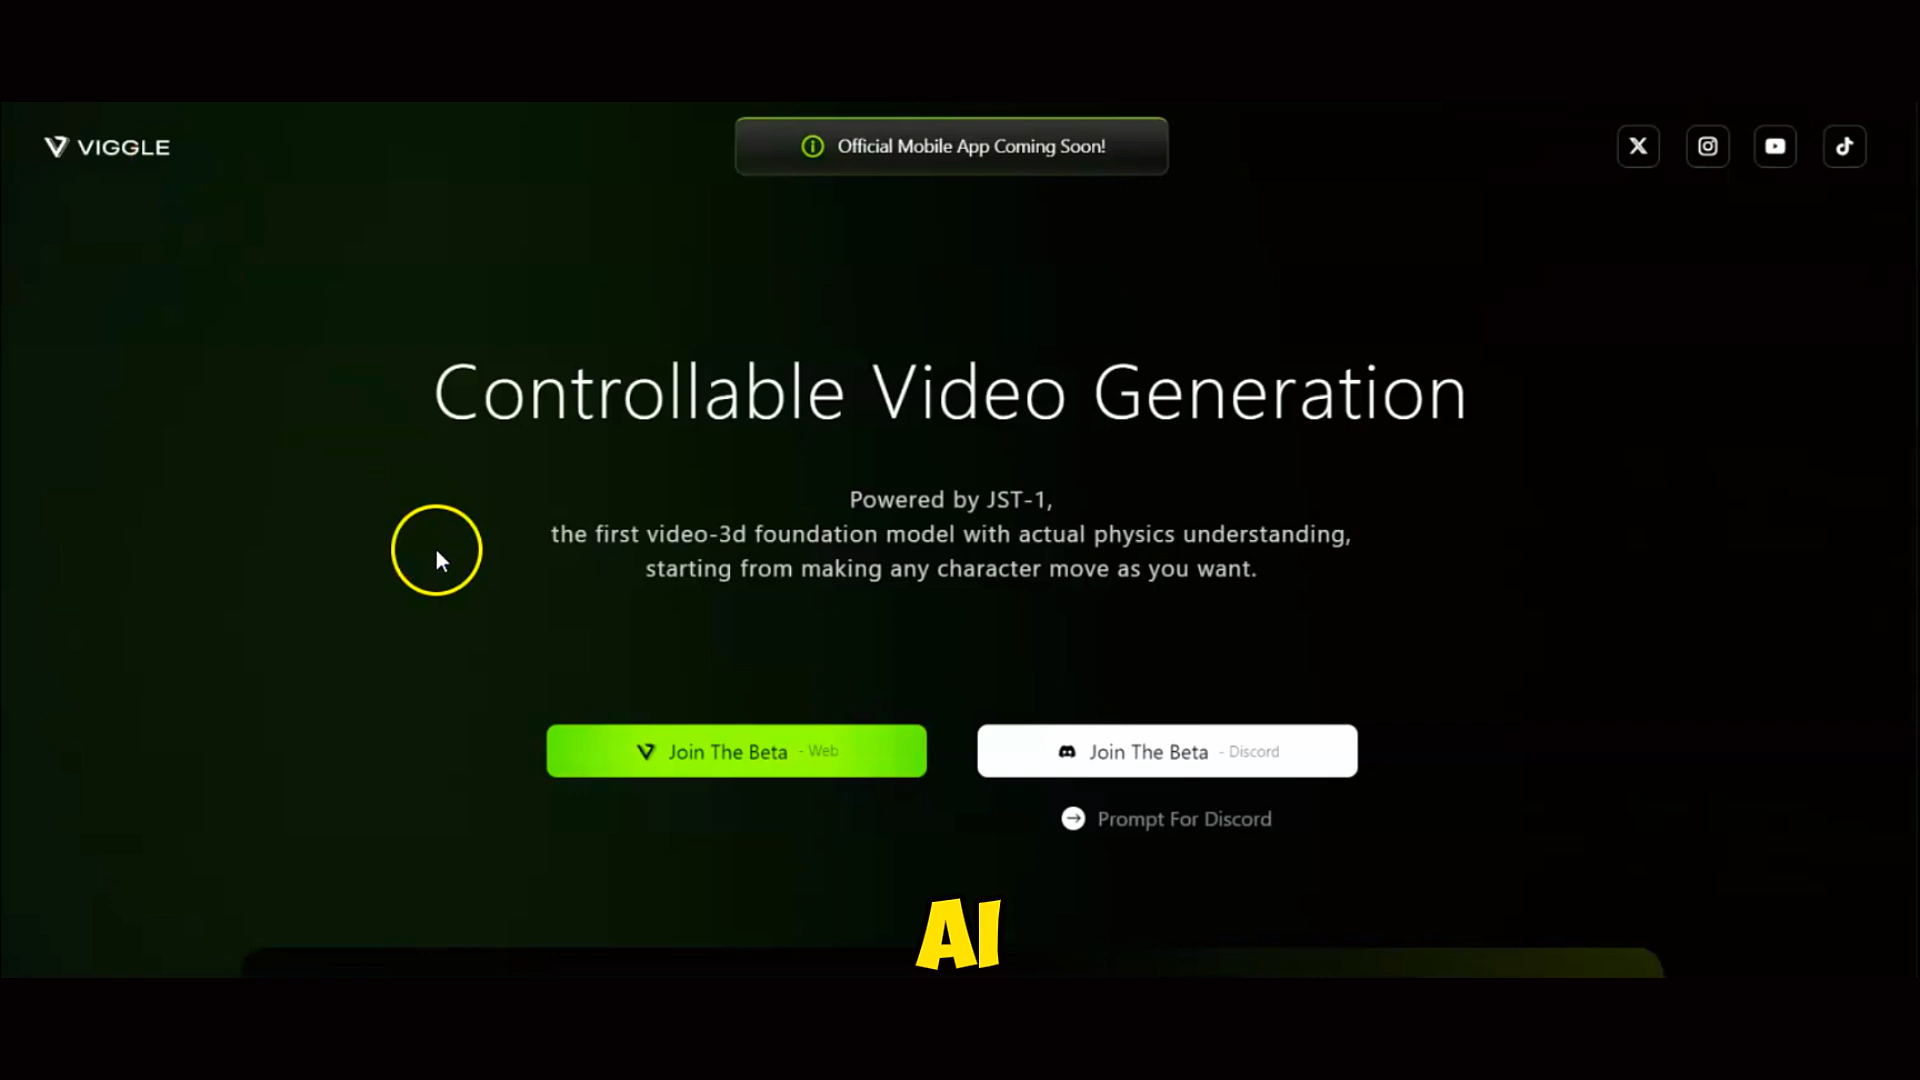 VIGGLE
Official Mobile App Coming Soon!
Controllable Video Generation
Powered by JST-1,
the first video-3d foundation model with actual physics understanding,
starting from making any character move as you want.
Join The Beta - Web
Join The Beta - Discord
Prompt For Discord
AI